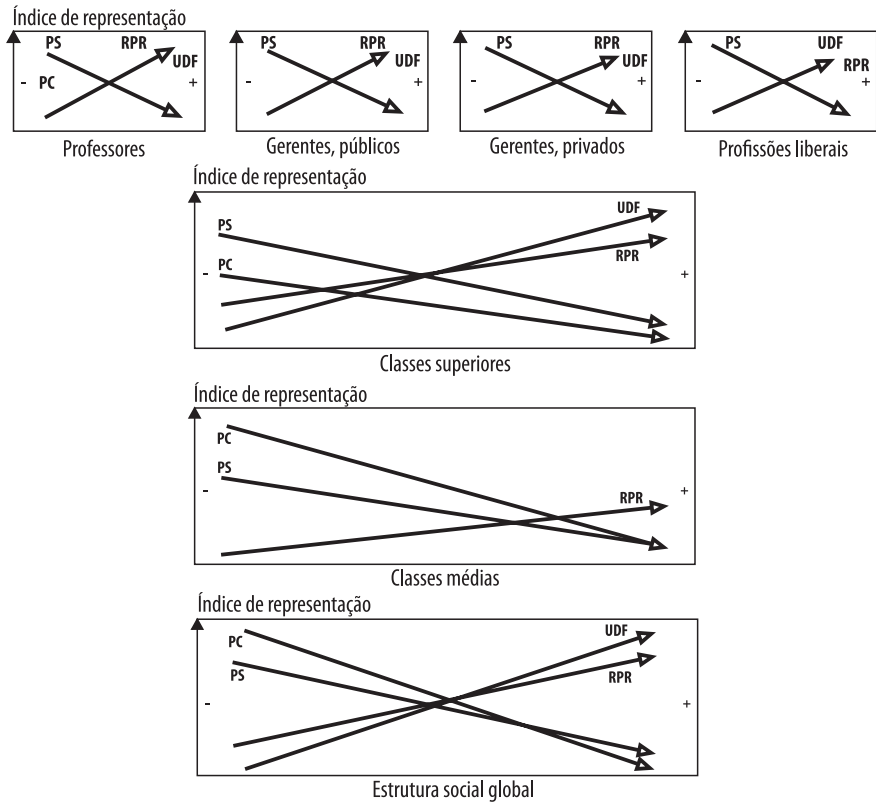 Índice de representação
PS RPR
UDF
- PC +
Professores
PS RPR
UDF
- +
Gerentes, públicos
PS RPR
UDF
- +
Gerentes, privados
PS UDF
RPR
- +
Profissões liberais
Índice de representação
UDF
PS
RPR
PC
- +
Classes superiores
Índice de representação
PC
PS
RPR
- +
Classes médias
Índice de representação
UDF
PC
PS
RPR
- +
Estrutura social global